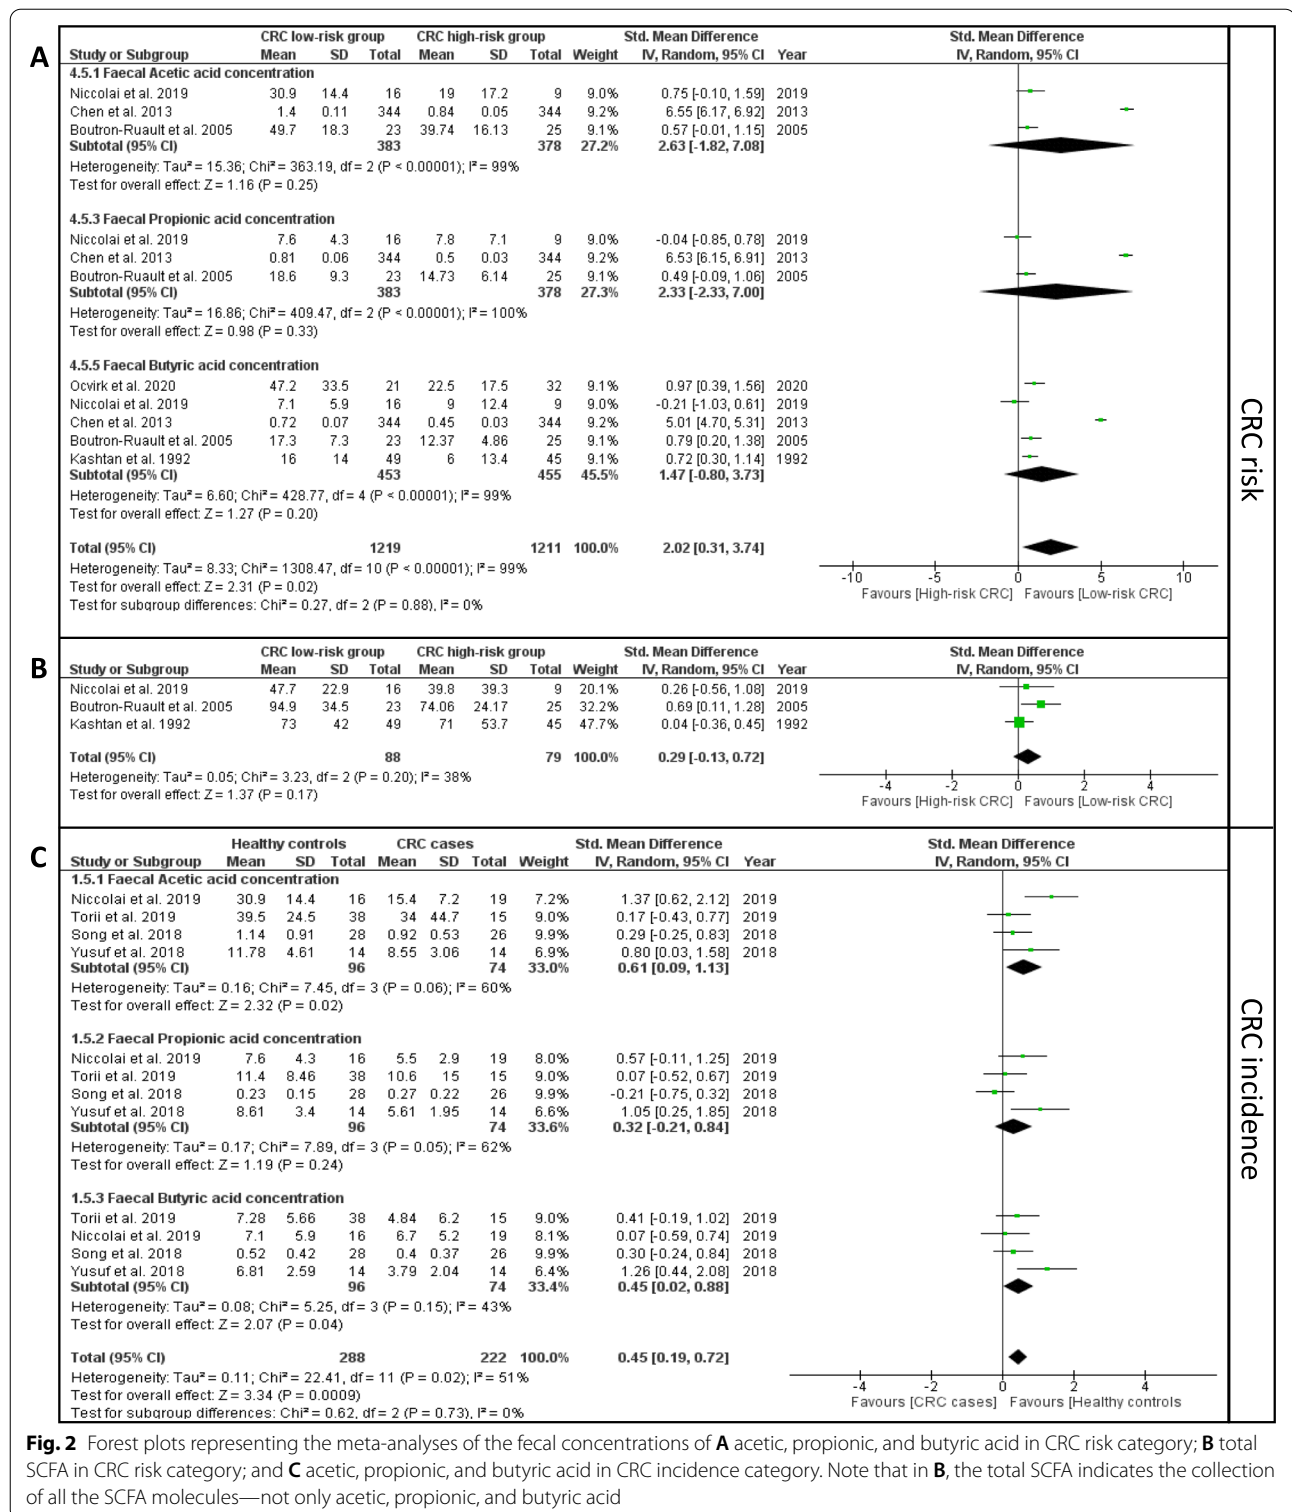 A
CRC low-risk group CRC high-risk group Std. Mean Difference Std. Mean Difference
Study or Subgroup Mean SD Total Mean SD Total Weight IV, Random, 95% CI Year IV, Random, 95% CI
4.5.1 Faecal Acetic acid concentration
Niccolai et al. 2019 30.9 14.4 16 19 17.2 9 9.0% 0.75 [-0.10, 1.59] 2019
Chen et al. 2013 1.4 0.11 344 0.84 0.05 344 9.2% 6.55 [6.17, 6.92] 2013
Boutron-Ruault et al. 2005 49.7 18.3 23 39.74 16.13 25 9.1% 0.57 [-0.01, 1.15] 2005
Subtotal (95% CI) 383 378 27.2% 2.63 [-1.82, 7.08]
Heterogeneity: Tau² = 15.36; Chi² = 363.19, df = 2 (P < 0.00001); I² = 99%
Test for overall effect: Z = 1.16 (P = 0.25)
4.5.3 Faecal Propionic acid concentration
Niccolai et al. 2019 7.6 4.3 16 7.8 7.1 9 9.0% -0.04 [-0.85, 0.78] 2019
Chen et al. 2013 0.81 0.06 344 0.5 0.03 344 9.2% 6.53 [6.15, 6.91] 2013
Boutron-Ruault et al. 2005 18.6 9.3 23 14.73 6.14 25 9.1% 0.49 [-0.09, 1.06] 2005
Subtotal (95% CI) 383 378 27.3% 2.33 [-2.33, 7.00]
Heterogeneity: Tau² = 16.86; Chi² = 409.47, df = 2 (P < 0.00001); I² = 100%
Test for overall effect: Z = 0.98 (P = 0.33)
4.5.5 Faecal Butyric acid concentration
Ocvirk et al. 2020 47.2 33.5 21 22.5 17.5 32 9.1% 0.97 [0.39, 1.56] 2020
Niccolai et al. 2019 7.1 5.9 16 9 12.4 9 9.0% -0.21 [-1.03, 0.61] 2019
Chen et al. 2013 0.72 0.07 344 0.45 0.03 344 9.2% 5.01 [4.70, 5.31] 2013
Boutron-Ruault et al. 2005 17.3 7.3 23 12.37 4.86 25 9.1% 0.79 [0.20, 1.38] 2005
Kashtan et al. 1992 16 14 49 6 13.4 45 9.1% 0.72 [0.30, 1.14] 1992
Subtotal (95% CI) 453 455 45.5% 1.47 [-0.80, 3.73]
Heterogeneity: Tau² = 6.60; Chi² = 428.77, df = 4 (P < 0.00001); I² = 99%
Test for overall effect: Z = 1.27 (P = 0.20)
Total (95% CI) 1219 1211 100.0% 2.02 [0.31, 3.74]
Heterogeneity: Tau² = 8.33; Chi² = 1308.47, df = 10 (P < 0.00001); I² = 99%
Test for overall effect: Z = 2.31 (P = 0.02)
Test for subgroup differences: Chi² = 0.27, df = 2 (P = 0.88), I² = 0%
-10 -5 0 5 10
Favours [High-risk CRC] Favours [Low-risk CRC]
CRC risk
B
CRC low-risk group CRC high-risk group Std. Mean Difference Std. Mean Difference
Study or Subgroup Mean SD Total Mean SD Total Weight IV, Random, 95% CI Year IV, Random, 95% CI
Niccolai et al. 2019 47.7 22.9 16 39.8 39.3 9 20.1% 0.26 [-0.56, 1.08] 2019
Boutron-Ruault et al. 2005 94.9 34.5 23 74.06 24.17 25 32.2% 0.69 [0.11, 1.28] 2005
Kashtan et al. 1992 73 42 49 71 53.7 45 47.7% 0.04 [-0.36, 0.45] 1992
Total (95% CI) 88 79 100.0% 0.29 [-0.13, 0.72]
Heterogeneity: Tau² = 0.05; Chi² = 3.23, df = 2 (P = 0.20); I² = 38%
Test for overall effect: Z = 1.37 (P = 0.17)
-4 -2 0 2 4
Favours [High-risk CRC] Favours [Low-risk CRC]
C
Healthy controls CRC cases Std. Mean Difference Std. Mean Difference
Study or Subgroup Mean SD Total Mean SD Total Weight IV, Random, 95% CI Year IV, Random, 95% CI
1.5.1 Faecal Acetic acid concentration
Niccolai et al. 2019 30.9 14.4 16 15.4 7.2 19 7.2% 1.37 [0.62, 2.12] 2019
Torii et al. 2019 39.5 24.5 38 34 44.7 15 9.0% 0.17 [-0.43, 0.77] 2019
Song et al. 2018 1.14 0.91 28 0.92 0.53 26 9.9% 0.29 [-0.25, 0.83] 2018
Yusuf et al. 2018 11.78 4.61 14 8.55 3.06 14 6.9% 0.80 [0.03, 1.58] 2018
Subtotal (95% CI) 96 74 33.0% 0.61 [0.09, 1.13]
Heterogeneity: Tau² = 0.16; Chi² = 7.45, df = 3 (P = 0.06); I² = 60%
Test for overall effect: Z = 2.32 (P = 0.02)
1.5.2 Faecal Propionic acid concentration
Niccolai et al. 2019 7.6 4.3 16 5.5 2.9 19 8.0% 0.57 [-0.11, 1.25] 2019
Torii et al. 2019 11.4 8.46 38 10.6 15 15 9.0% 0.07 [-0.52, 0.67] 2019
Song et al. 2018 0.23 0.15 28 0.27 0.22 26 9.9% -0.21 [-0.75, 0.32] 2018
Yusuf et al. 2018 8.61 3.4 14 5.61 1.95 14 6.6% 1.05 [0.25, 1.85] 2018
Subtotal (95% CI) 96 74 33.6% 0.32 [-0.21, 0.84]
Heterogeneity: Tau² = 0.17; Chi² = 7.89, df = 3 (P = 0.05); I² = 62%
Test for overall effect: Z = 1.19 (P = 0.24)
1.5.3 Faecal Butyric acid concentration
Torii et al. 2019 7.28 5.66 38 4.84 6.2 15 9.0% 0.41 [-0.19, 1.02] 2019
Niccolai et al. 2019 7.1 5.9 16 6.7 5.2 19 8.1% 0.07 [-0.59, 0.74] 2019
Song et al. 2018 0.52 0.42 28 0.4 0.37 26 9.9% 0.30 [-0.24, 0.84] 2018
Yusuf et al. 2018 6.81 2.59 14 3.79 2.04 14 6.4% 1.26 [0.44, 2.08] 2018
Subtotal (95% CI) 96 74 33.4% 0.45 [0.02, 0.88]
Heterogeneity: Tau² = 0.08; Chi² = 5.25, df = 3 (P = 0.15); I² = 43%
Test for overall effect: Z = 2.07 (P = 0.04)
Total (95% CI) 288 222 100.0% 0.45 [0.19, 0.72]
Heterogeneity: Tau² = 0.11; Chi² = 22.41, df = 11 (P = 0.02); I² = 51%
Test for overall effect: Z = 3.34 (P = 0.0009)
Test for subgroup differences: Chi² = 0.62, df = 2 (P = 0.73), I² = 0%
-4 -2 0 2 4
Favours [CRC cases] Favours [Healthy controls
CRC incidence
Fig. 2 Forest plots representing the meta-analyses of the fecal concentrations of A acetic, propionic, and butyric acid in CRC risk category; B total
SCFA in CRC risk category; and C acetic, propionic, and butyric acid in CRC incidence category. Note that in B, the total SCFA indicates the collection
of all the SCFA molecules—not only acetic, propionic, and butyric acid